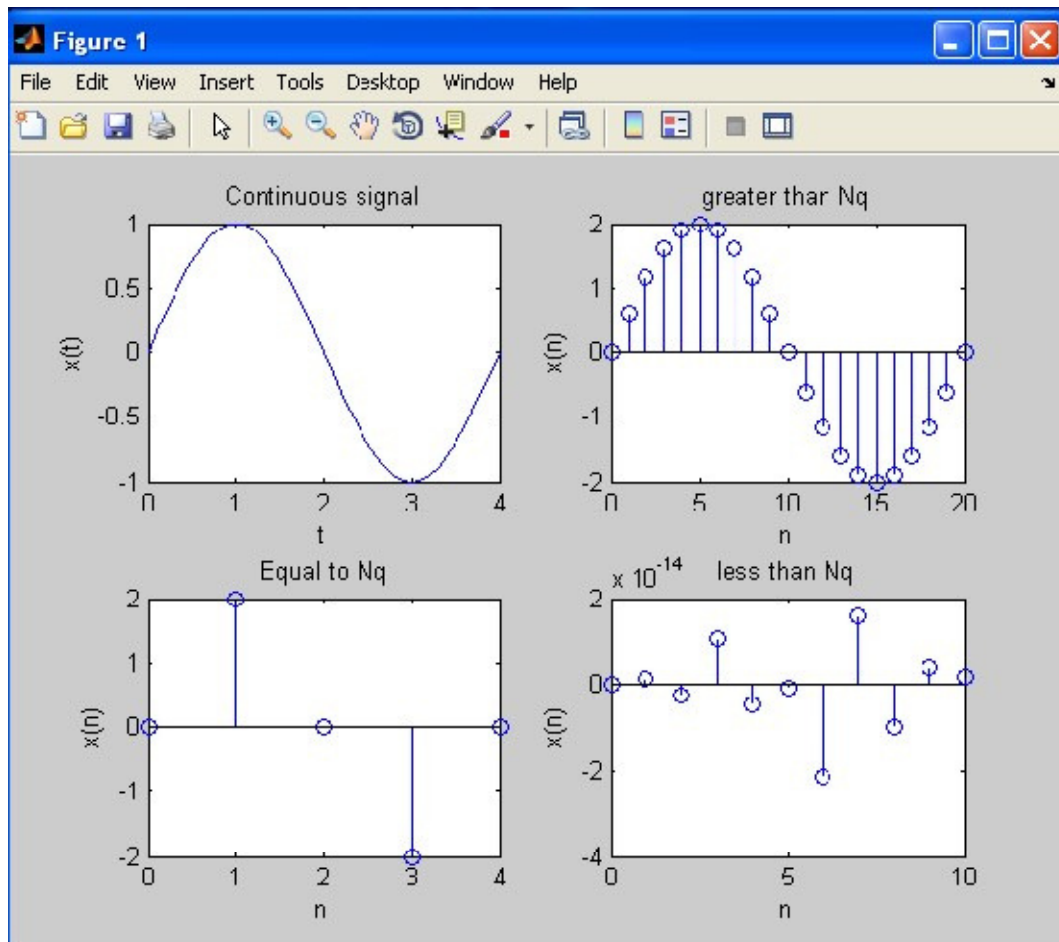 Figure 1
File Edit View Insert Tools Desktop Window Help
Continuous signal
1
0.5
0
-0.5
-1
x(t)
0 1 2 3 4
t
greater than Nq
2
1
0
-1
-2
x(n)
0 5 10 15 20
n
Equal to Nq
2
1
0
-1
-2
x(n)
0 1 2 3 4
n
x 10^-14
less than Nq
2
0
-2
-4
x(n)
0 5 10
n